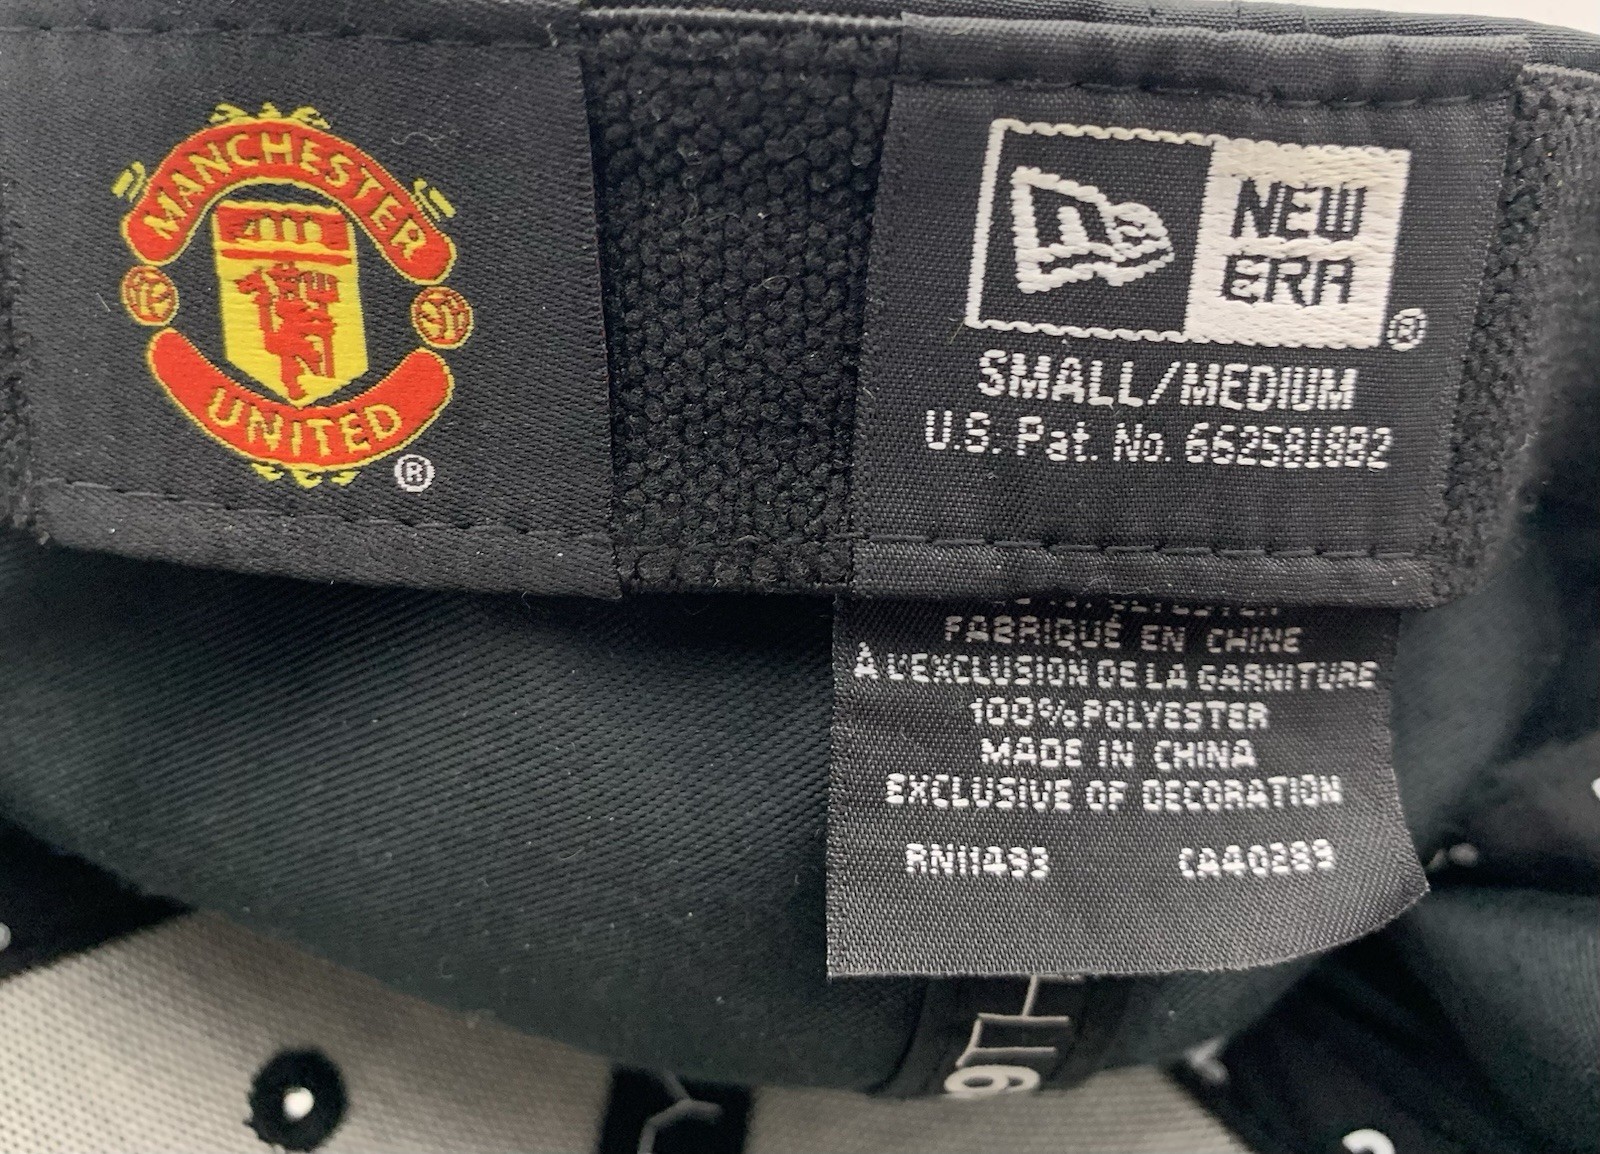 MANCHESTER
UNITED
®
NEW
ERA
®
SMALL/MEDIUM
U.S. Pat. No. 6625818B2
FABRIQUÉ EN CHINE
À L'EXCLUSION DE LA GARNITURE
100% POLYESTER
MADE IN CHINA
EXCLUSIVE OF DECORATION
RN11493 CA40289